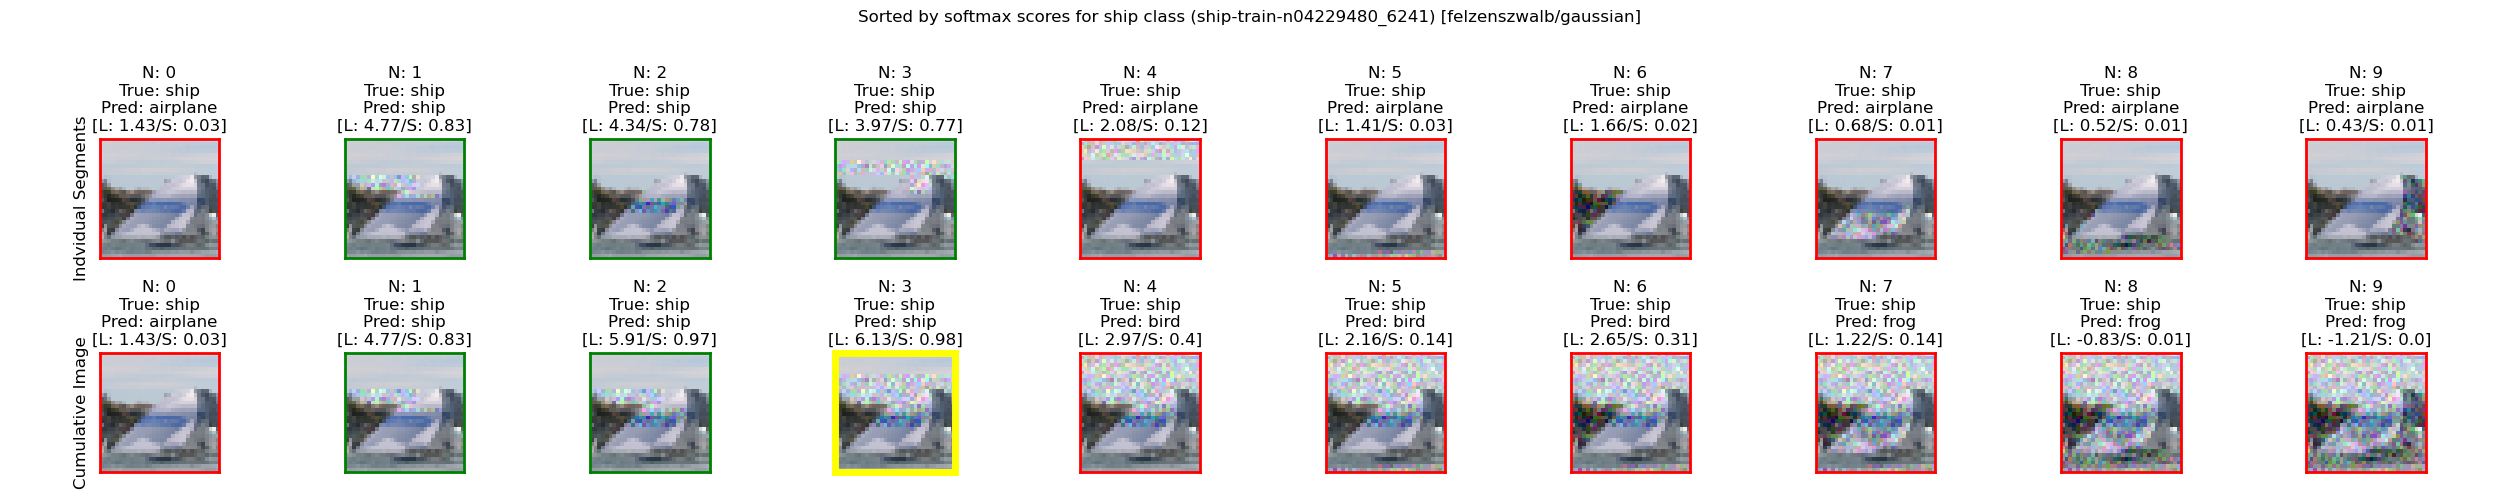 Sorted by softmax scores for ship class (ship-train-n04229480_6241) [felzenszwalb/gaussian]
Indvidual Segments
N: 0
True: ship
Pred: airplane
[L: 1.43/S: 0.03]
N: 1
True: ship
Pred: ship
[L: 4.77/S: 0.83]
N: 2
True: ship
Pred: ship
[L: 4.34/S: 0.78]
N: 3
True: ship
Pred: ship
[L: 3.97/S: 0.77]
N: 4
True: ship
Pred: airplane
[L: 2.08/S: 0.12]
N: 5
True: ship
Pred: airplane
[L: 1.41/S: 0.03]
N: 6
True: ship
Pred: airplane
[L: 1.66/S: 0.02]
N: 7
True: ship
Pred: airplane
[L: 0.68/S: 0.01]
N: 8
True: ship
Pred: airplane
[L: 0.52/S: 0.01]
N: 9
True: ship
Pred: airplane
[L: 0.43/S: 0.01]
Cumulative Image
N: 0
True: ship
Pred: airplane
[L: 1.43/S: 0.03]
N: 1
True: ship
Pred: ship
[L: 4.77/S: 0.83]
N: 2
True: ship
Pred: ship
[L: 5.91/S: 0.97]
N: 3
True: ship
Pred: ship
[L: 6.13/S: 0.98]
N: 4
True: ship
Pred: bird
[L: 2.97/S: 0.4]
N: 5
True: ship
Pred: bird
[L: 2.16/S: 0.14]
N: 6
True: ship
Pred: bird
[L: 2.65/S: 0.31]
N: 7
True: ship
Pred: frog
[L: 1.22/S: 0.14]
N: 8
True: ship
Pred: frog
[L: -0.83/S: 0.01]
N: 9
True: ship
Pred: frog
[L: -1.21/S: 0.0]